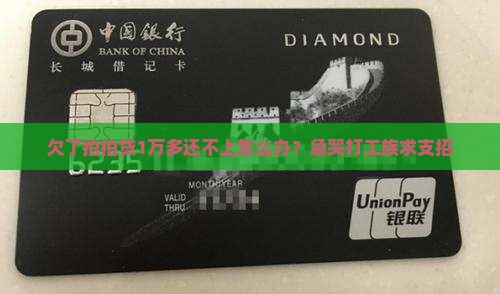 中国银行
BANK OF CHINA
DIAMOND
长城借记卡
欠了拍拍贷1万多还不上怎么办？急哭打工族求支招
6235
MONTH/YEAR
VALID
UnionPay
银联